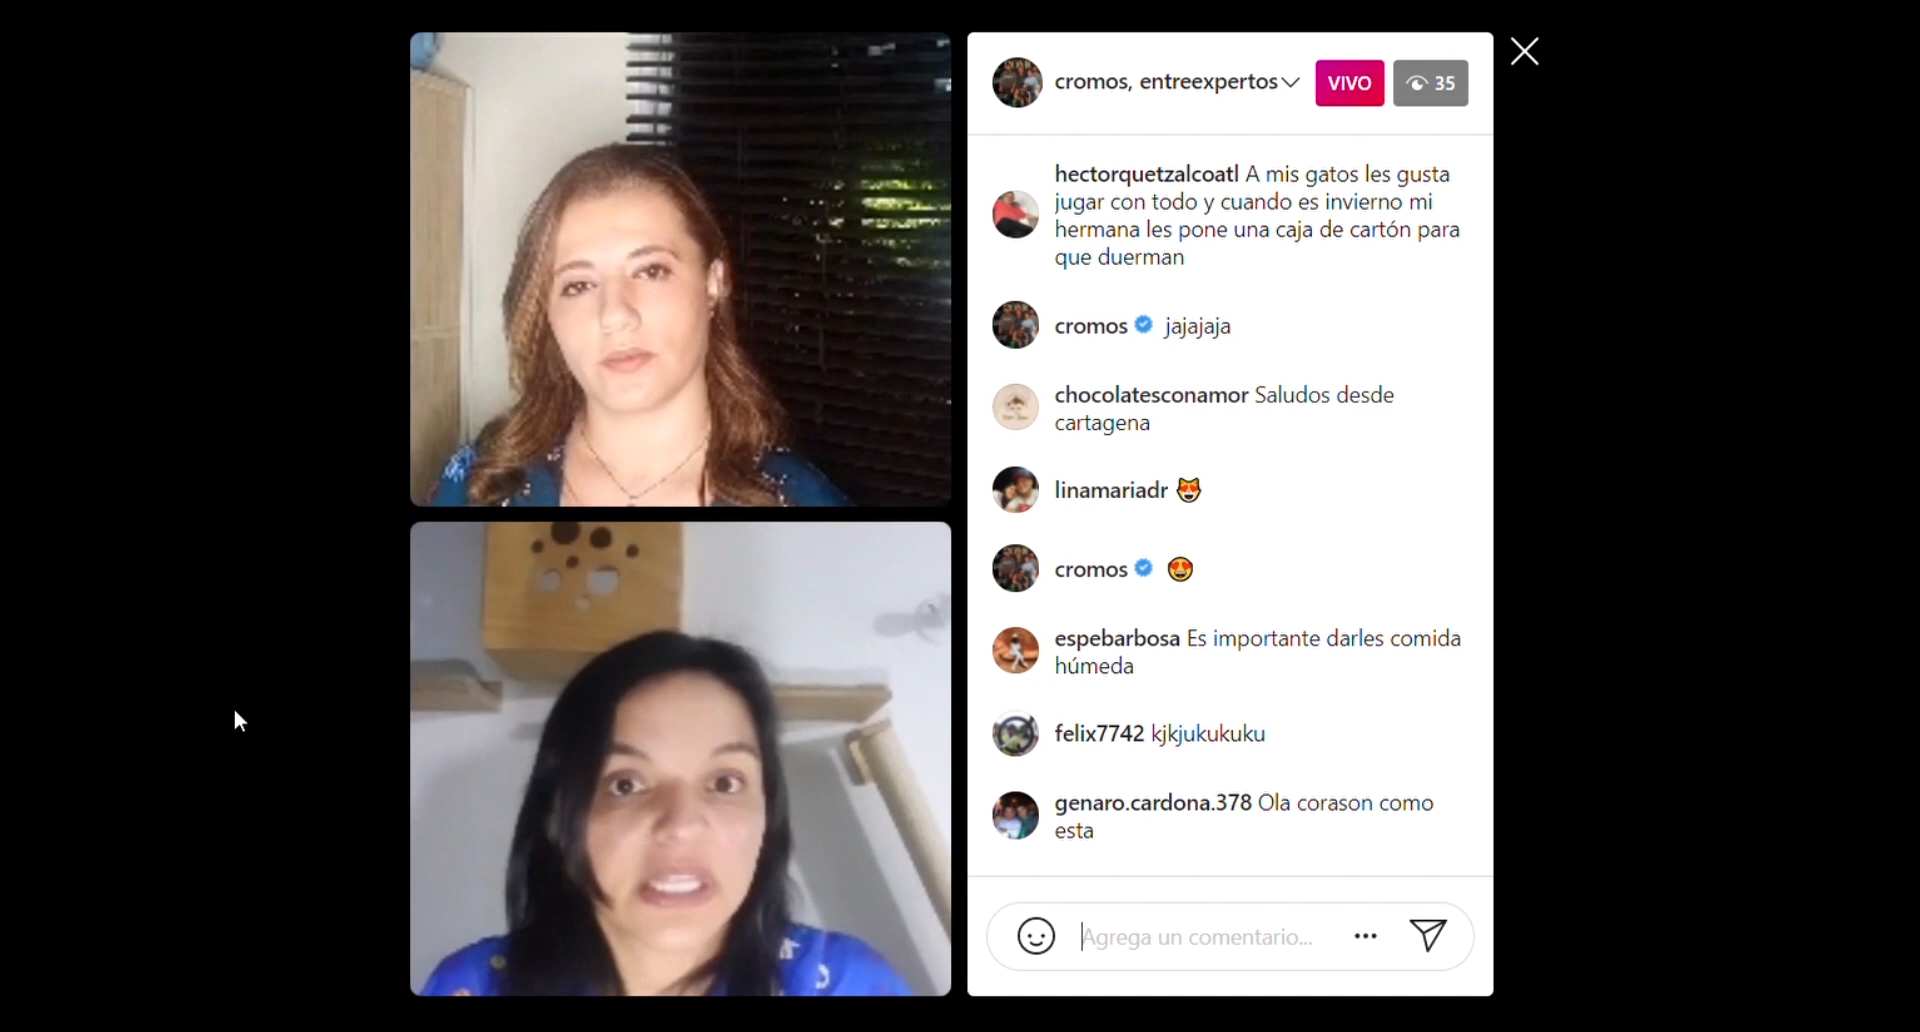 cromos, entreexpertos
VIVO
35
hectorquetzalcoatl A mis gatos les gusta
jugar con todo y cuando es invierno mi
hermana les pone una caja de cartón para
que duerman
cromos jajajaja
chocolatesconamor Saludos desde
cartagena
linamariadr 😻
cromos 😍
espebarbosa Es importante darles comida
húmeda
felix7742 kjkjukukuku
genaro.cardona.378 Ola corason como
esta
Agrega un comentario...